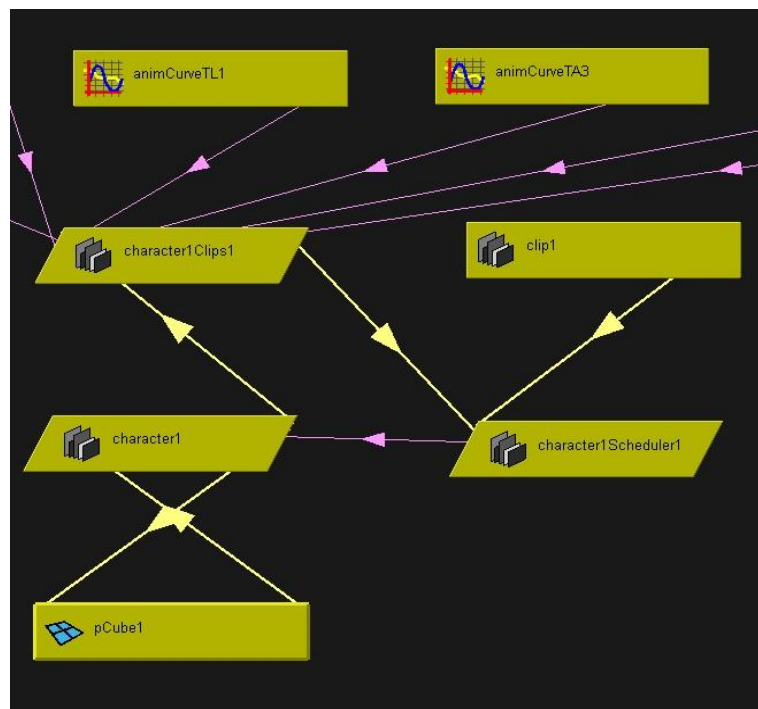 animCurveTL1
animCurveTA3
character1Clips1
clip1
character1
character1Scheduler1
pCube1